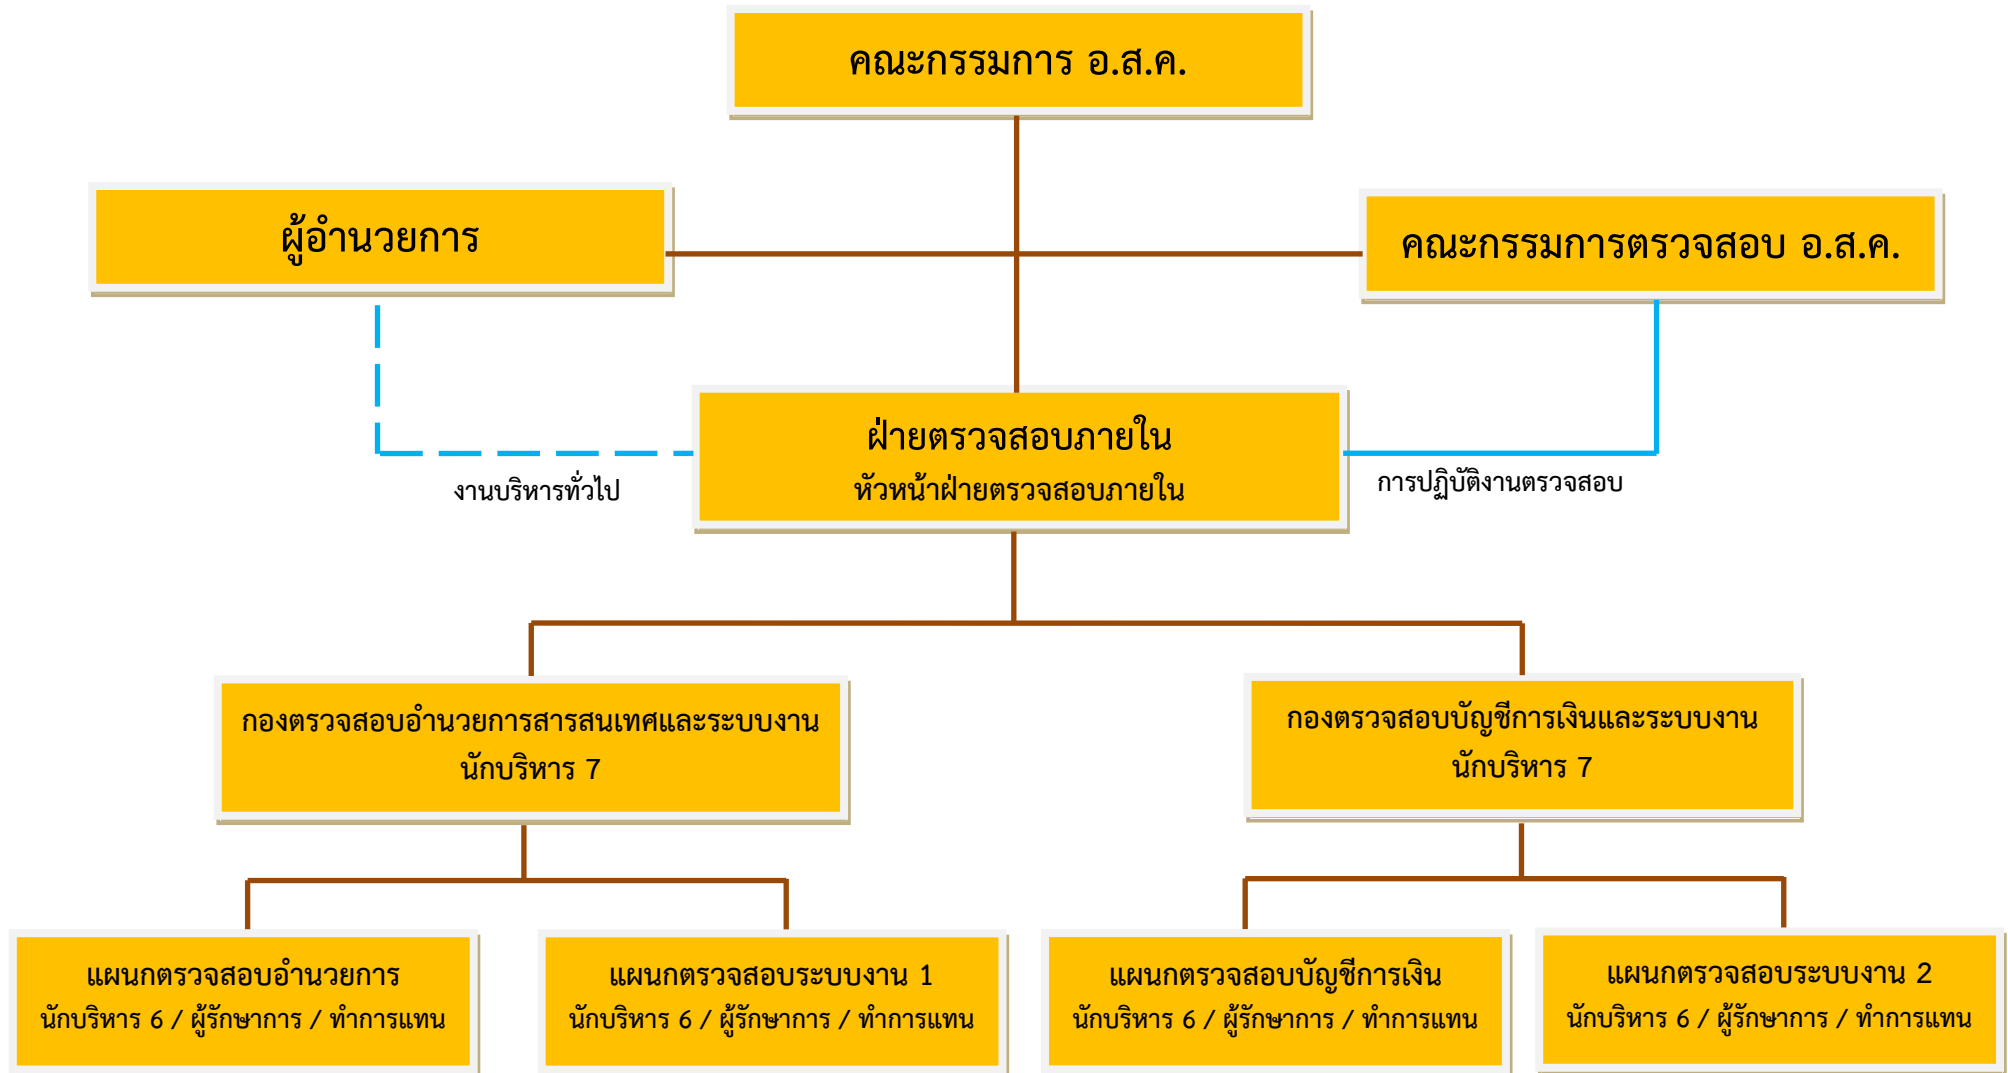 คณะกรรมการ อ.ส.ค.
ผู้อำนวยการ
คณะกรรมการตรวจสอบ อ.ส.ค.
ฝ่ายตรวจสอบภายใน
หัวหน้าฝ่ายตรวจสอบภายใน
งานบริหารทั่วไป
การปฏิบัติงานตรวจสอบ
กองตรวจสอบอำนวยการสารสนเทศและระบบงาน
นักบริหาร 7
กองตรวจสอบบัญชีการเงินและระบบงาน
นักบริหาร 7
แผนกตรวจสอบอำนวยการ
นักบริหาร 6 / ผู้รักษาการ / ทำการแทน
แผนกตรวจสอบระบบงาน 1
นักบริหาร 6 / ผู้รักษาการ / ทำการแทน
แผนกตรวจสอบบัญชีการเงิน
นักบริหาร 6 / ผู้รักษาการ / ทำการแทน
แผนกตรวจสอบระบบงาน 2
นักบริหาร 6 / ผู้รักษาการ / ทำการแทน